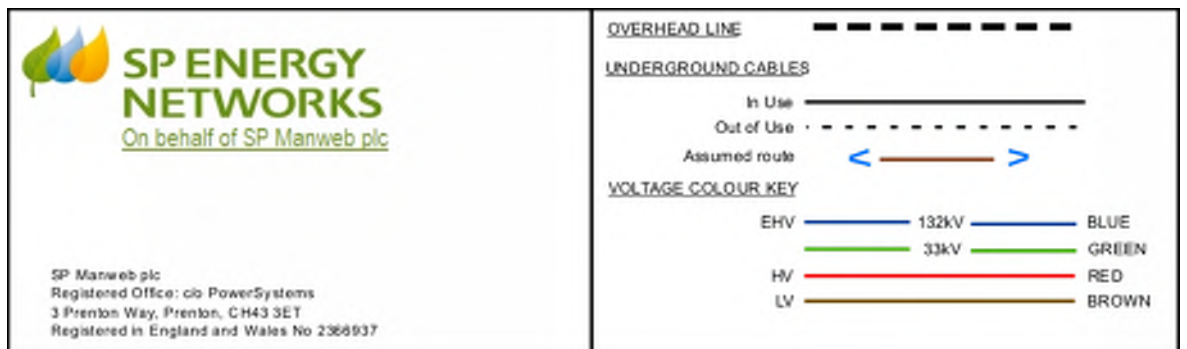 SP ENERGY
NETWORKS
On behalf of SP Manweb plc
SP Manweb plc
Registered Office: c/o PowerSystems
3 Prenton Way, Prenton, CH43 3ET
Registered in England and Wales No 2366937
OVERHEAD LINE
UNDERGROUND CABLES
In Use
Out of Use
Assumed route < >
VOLTAGE COLOUR KEY
EHV 132kV BLUE
33kV GREEN
HV RED
LV BROWN